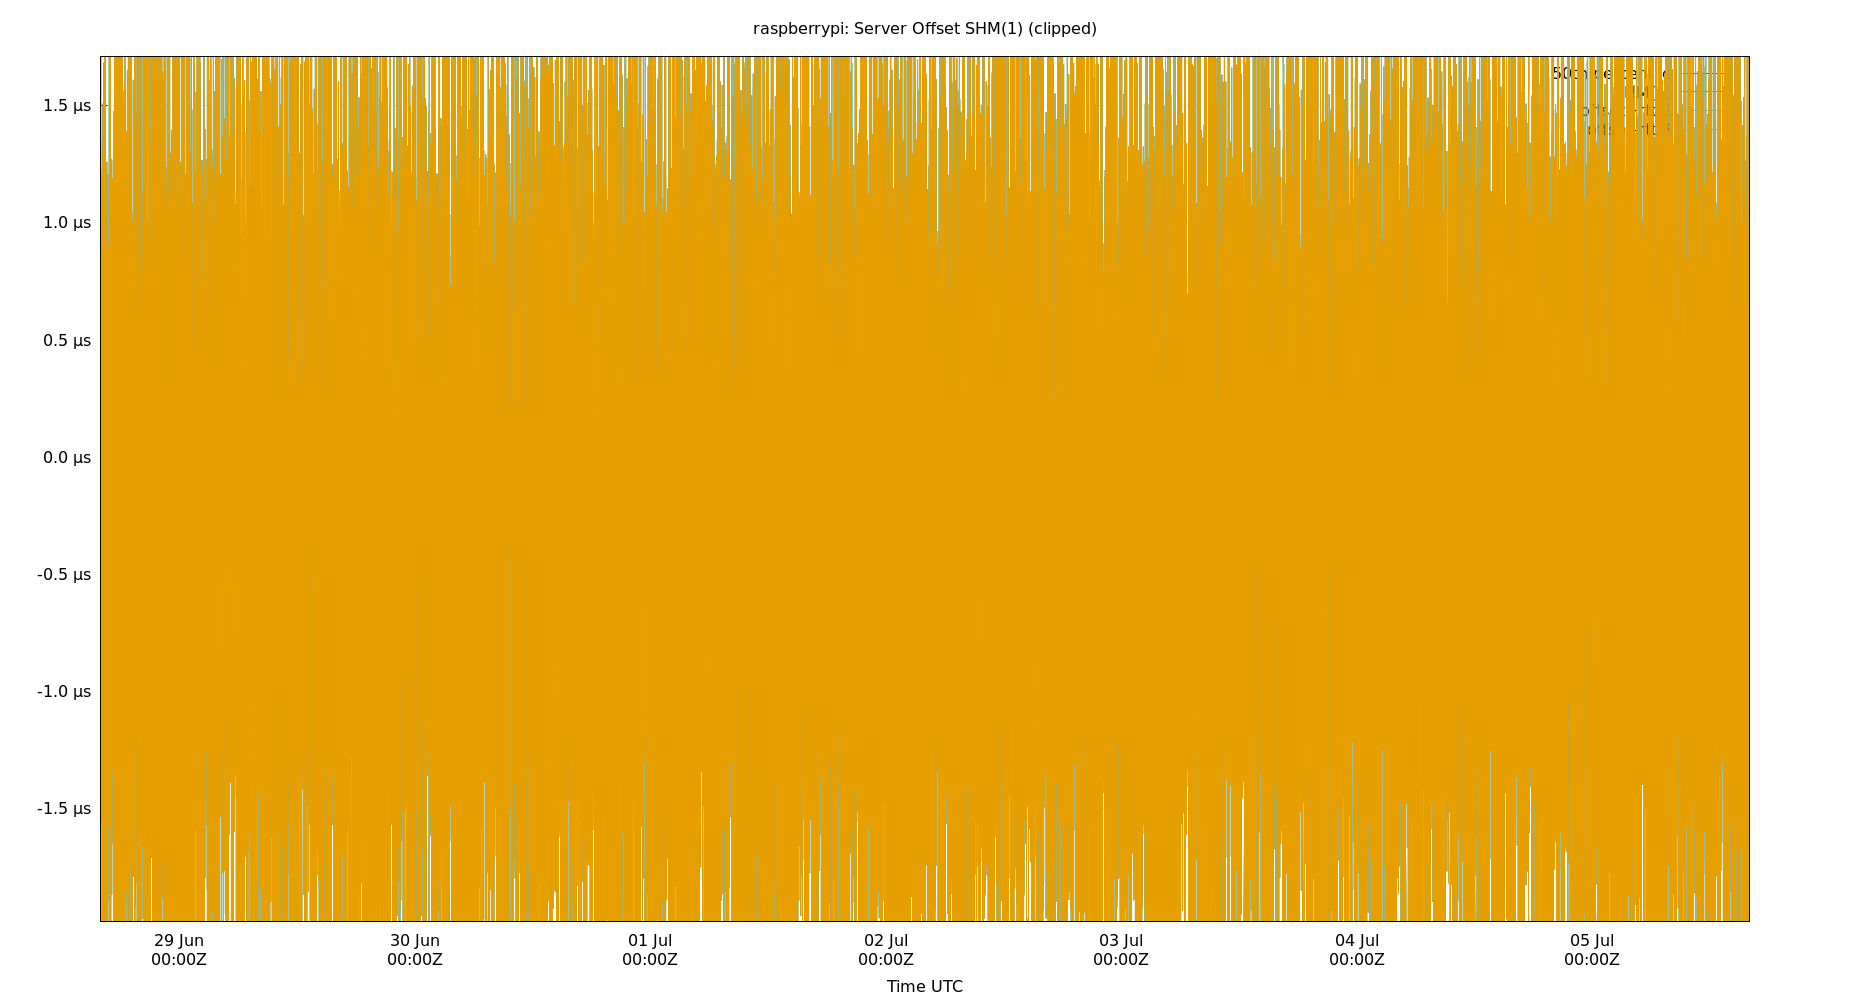 raspberrypi: Server Offset SHM(1) (clipped)
1.5 µs
1.0 µs
0.5 µs
0.0 µs
-0.5 µs
-1.0 µs
-1.5 µs
29 Jun 30 Jun 01 Jul 02 Jul 03 Jul 04 Jul 05 Jul
00:00Z 00:00Z 00:00Z 00:00Z 00:00Z 00:00Z 00:00Z
Time UTC